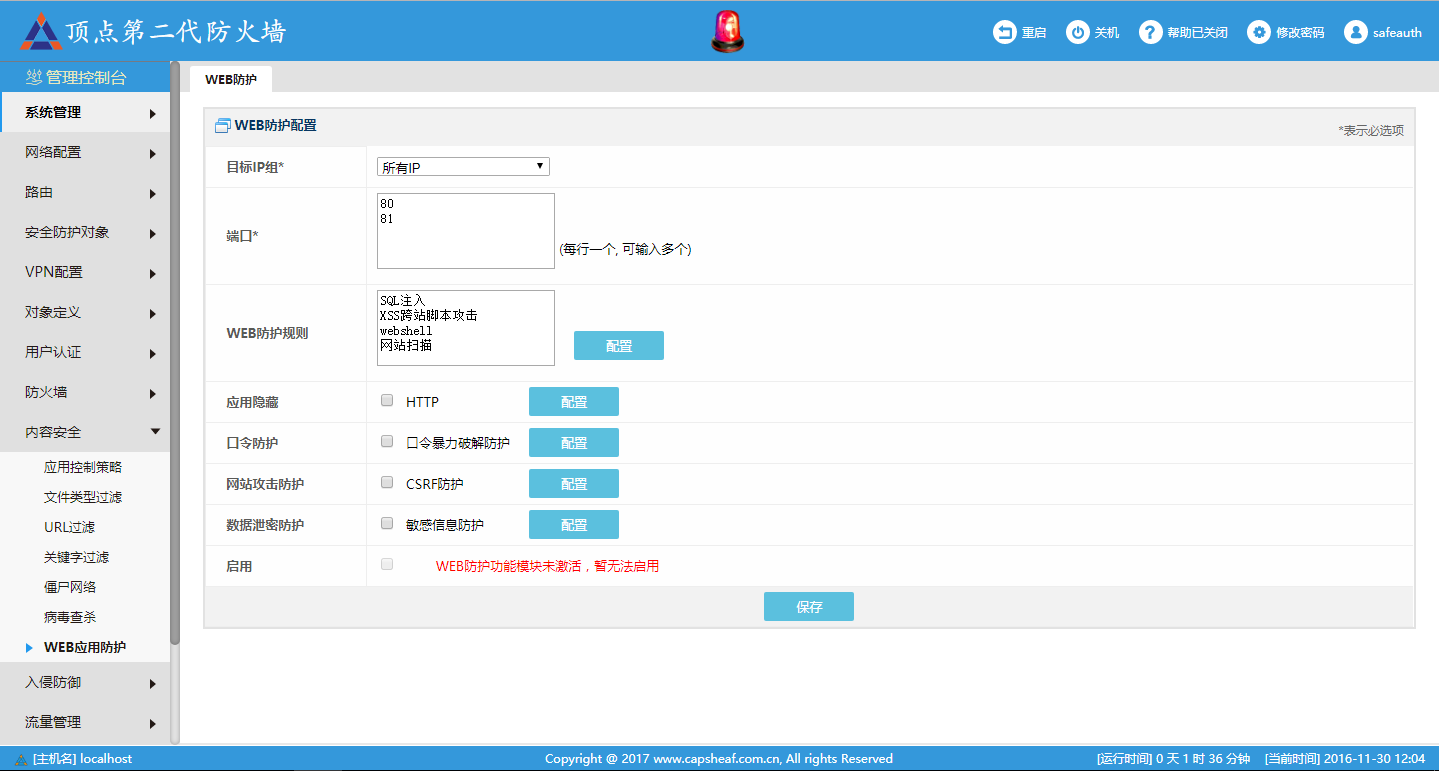 顶点第二代防火墙
重启
关机
帮助已关闭
修改密码
safeauth
管理控制台
系统管理
网络配置
路由
安全防护对象
VPN配置
对象定义
用户认证
防火墙
内容安全
应用控制策略
文件类型过滤
URL过滤
关键字过滤
僵尸网络
病毒查杀
WEB应用防护
入侵防御
流量管理
WEB防护
WEB防护配置
*表示必选项
目标IP组*
所有IP
端口*
80
81
(每行一个, 可输入多个)
WEB防护规则
SQL注入
XSS跨站脚本攻击
webshell
网站扫描
配置
应用隐藏 HTTP 配置
口令防护 口令暴力破解防护 配置
网站攻击防护 CSRF防护 配置
数据泄密防护 敏感信息防护 配置
启用 WEB防护功能模块未激活，暂无法启用
保存
[主机名] localhost
Copyright @ 2017 www.capsheaf.com.cn, All rights Reserved
[运行时间] 0 天 1 时 36 分钟 [当前时间] 2016-11-30 12:04